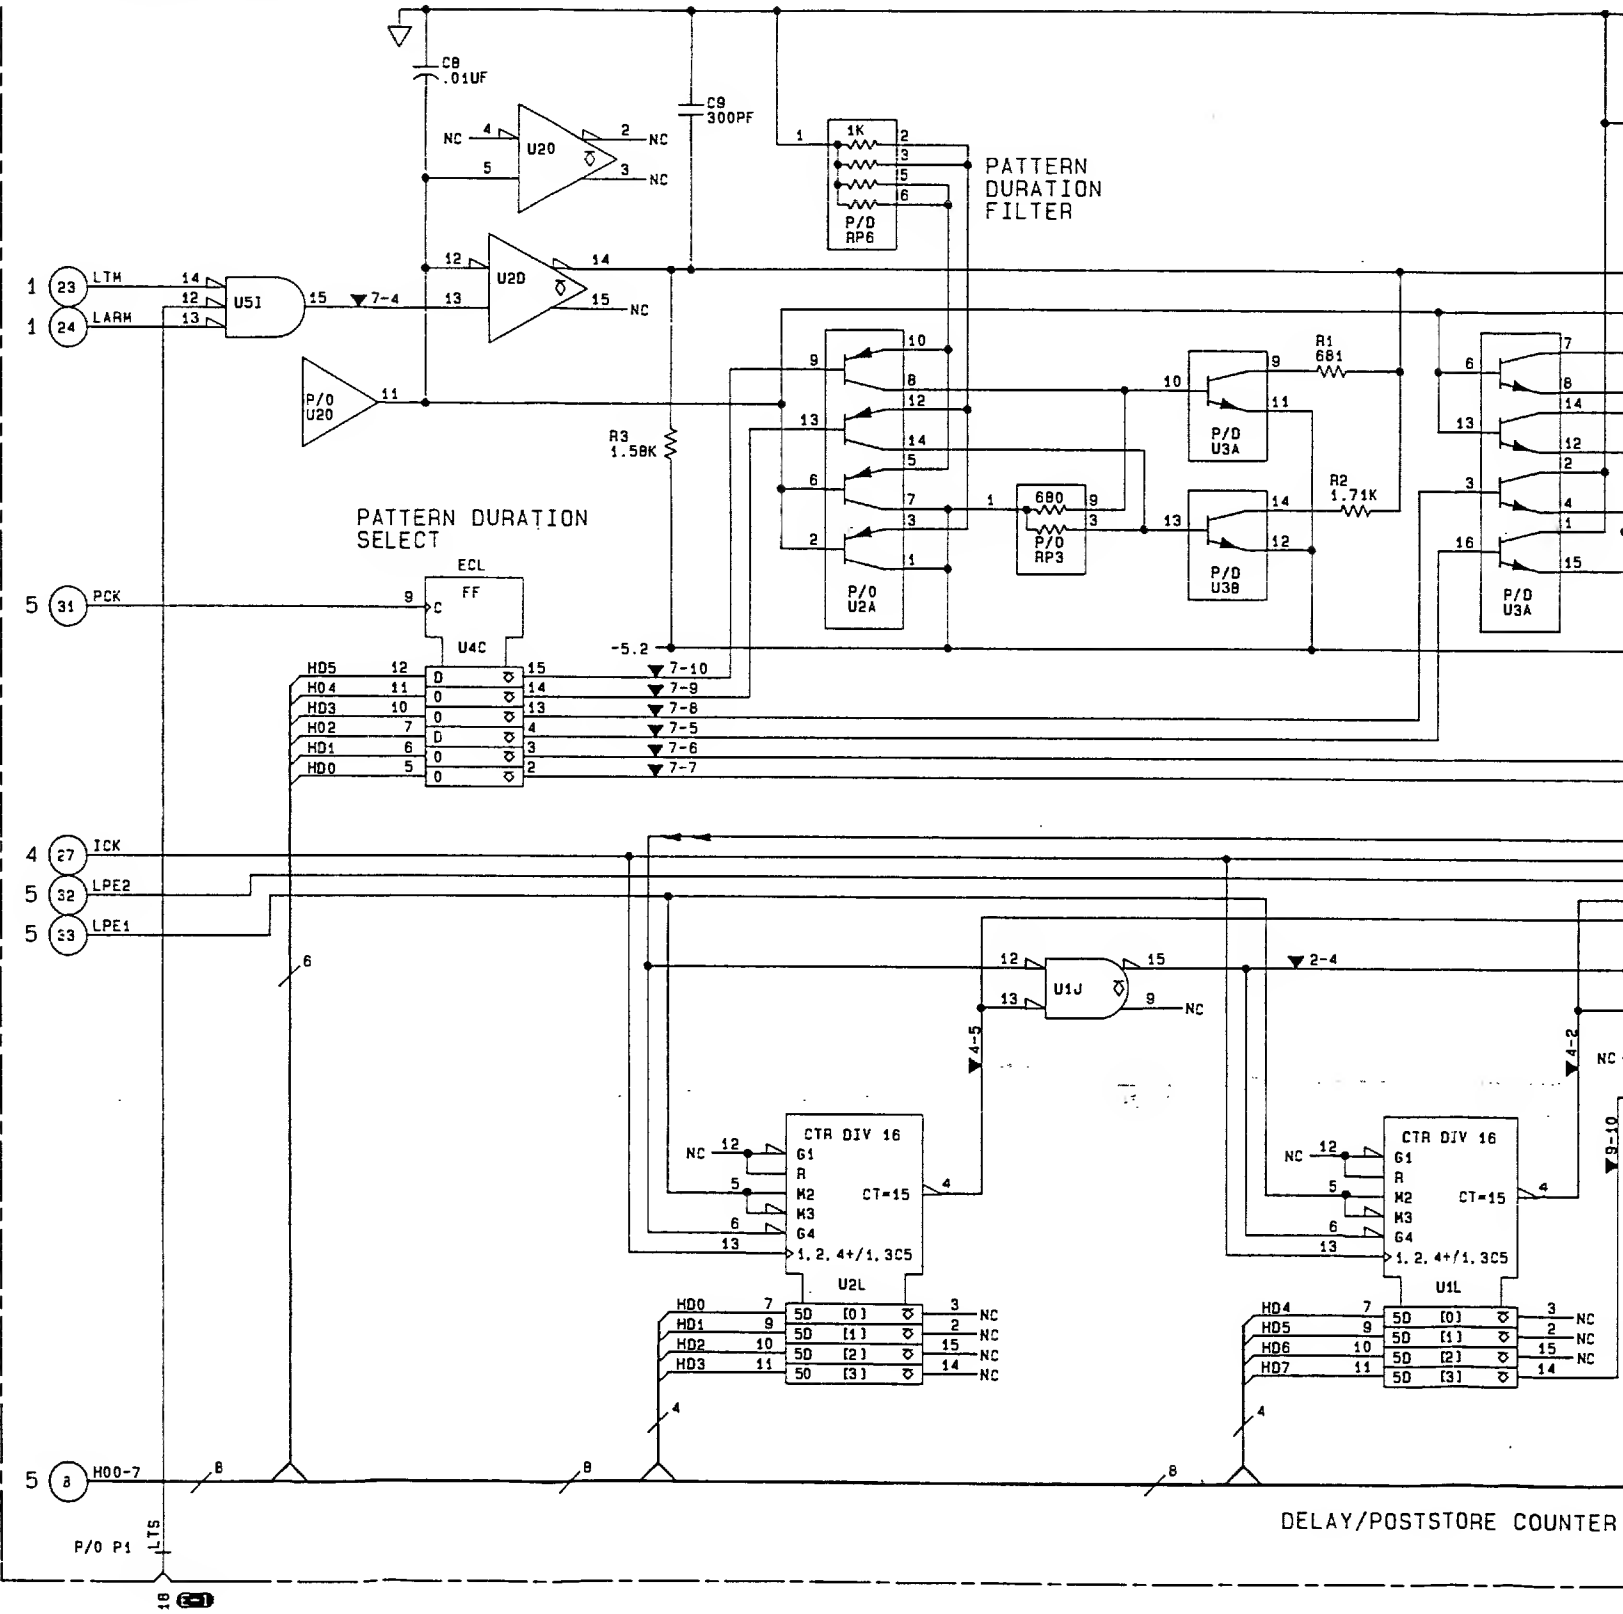 C8
.01UF
C9
300PF
NC 4 2 NC
U20
5 3 NC
1 1K 2
3
5
6
P/D
RP6
PATTERN
DURATION
FILTER
12 14
U2D
13 15 NC
1 23 LTM 14
12 U5I 15 7-4
1 24 LARM 13
P/O
U20
11
R3
1.58K
9 10
8
13 12
14
6 5
7
2 3
1
P/O
U2A
1 680 9
3
P/O
RP3
10 9
11
P/D
U3A
R1
681
13 14
12
P/D
U3B
R2
1.71K
6 7
8
13 14
12
3 2
4
16 1
15
P/D
U3A
PATTERN DURATION
SELECT
ECL
FF
5 31 PCK 9 C
U4C
-5.2
HD5 12 D 15 7-10
HO4 11 O 14 7-9
HD3 10 O 13 7-8
HO2 7 D 4 7-5
HD1 6 O 3 7-6
HD0 5 O 2 7-7
4 27 ICK
5 32 LPE2
5 33 LPE1
6
12 15 2-4
U1J
13 9 NC
4-5
4-2
NC
9-10
CTR DIV 16
NC 12 G1
R
5 M2 CT=15 4
M3
6 G4
13 1,2,4+/1,3C5
U2L
HD0 7 5D [0] 3 NC
HD1 9 5D [1] 2 NC
HD2 10 5D [2] 15 NC
HD3 11 5D [3] 14 NC
4
CTR DIV 16
NC 12 G1
R
5 M2 CT=15 4
M3
6 G4
13 1,2,4+/1,3C5
U1L
HD4 7 5D [0] 3 NC
HD5 9 5D [1] 2 NC
HD6 10 5D [2] 15 NC
HD7 11 5D [3] 14
4
5 8 HO0-7 8 8 8
DELAY/POSTSTORE COUNTER
P/O P1 LTS
18 E-1